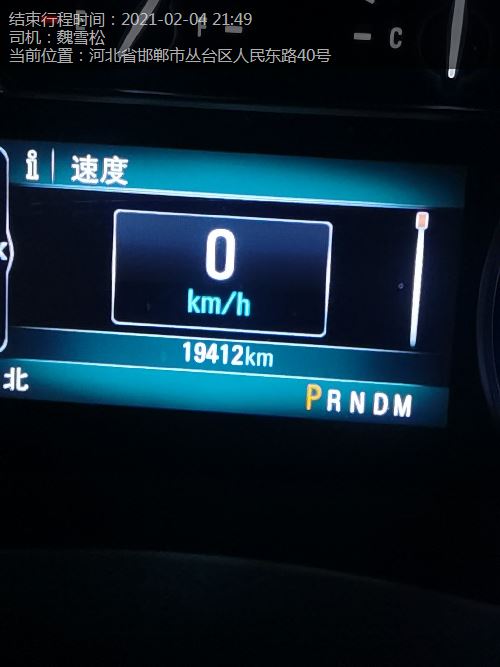 结束行程时间：2021-02-04 21:49
司机：魏雪松
当前位置：河北省邯郸市丛台区人民东路40号
C
i 速度
0
km/h
19412km
北
PRNDM